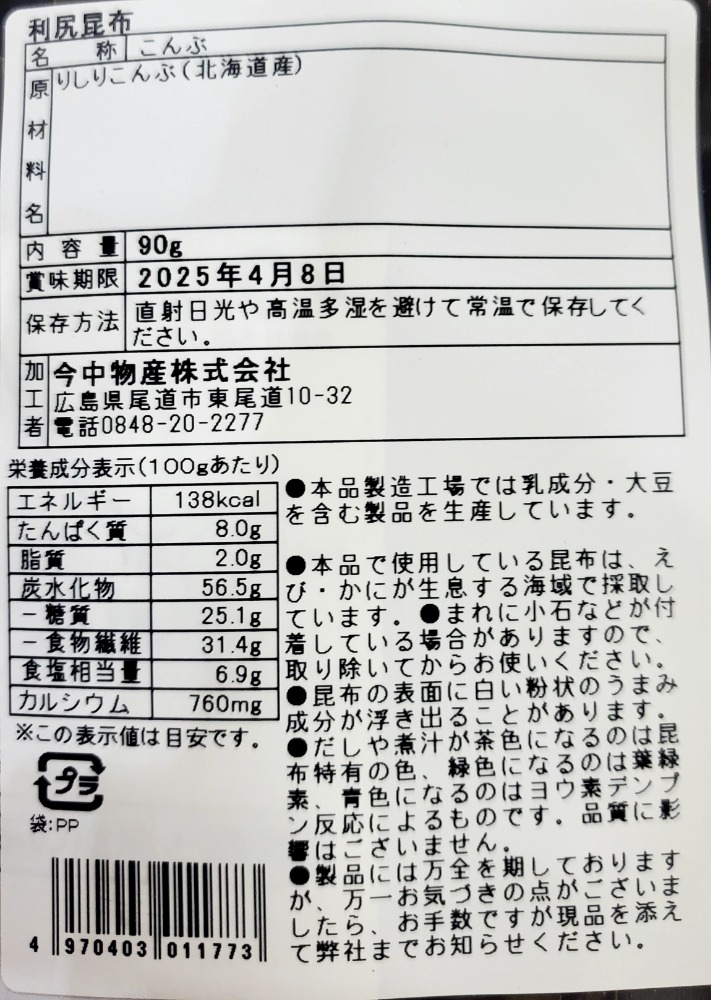 利尻昆布
名 称 こんぶ
原材料名 りしりこんぶ(北海道産)
内容量 90g
賞味期限 2025年4月8日
保存方法 直射日光や高温多湿を避けて常温で保存してく
ださい。
加工者 今中物産株式会社
広島県尾道市東尾道10-32
電話0848-20-2277
栄養成分表示(100gあたり)
エネルギー 138kcal
たんぱく質 8.0g
脂質 2.0g
炭水化物 56.5g
－糖質 25.1g
－食物繊維 31.4g
食塩相当量 6.9g
カルシウム 760mg
※この表示値は目安です。
プラ
袋:PP
4 970403 011773
●本品製造工場では乳成分・大豆
を含む製品を生産しています。
●本品で使用している昆布は、え
び・かにが生息する海域で採取し
ています。●まれに小石などが付
着している場合がありますので、
取り除いてからお使いください。
●昆布の表面に白い粉状のうまみ
成分が浮き出ることがあります。
●だしや煮汁が茶色になるのは昆
布特有の色、緑色になるのは葉緑
素、青色になるのはヨウ素デンプ
ン反応によるものです。品質に影
響はございません。
●製品には万全を期しております
が、万一お気づきの点がございま
したら、お手数ですが現品を添え
て弊社までお知らせください。